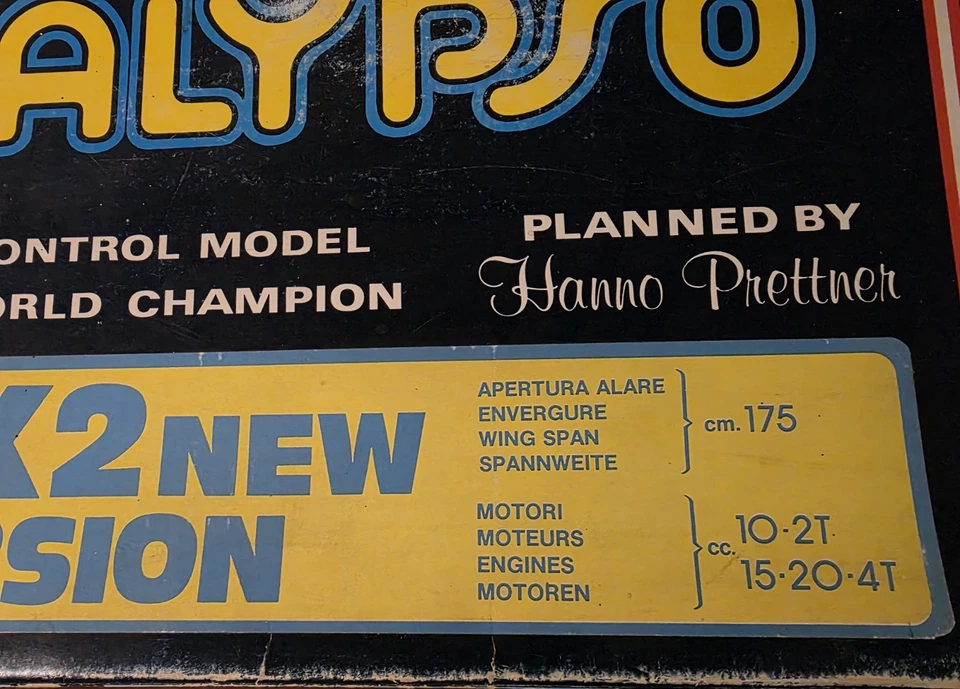 ALYPSO
ONTROL MODEL
ORLD CHAMPION
PLANNED BY
Hanno Prettner
K2 NEW
RSION
APERTURA ALARE
ENVERGURE
WING SPAN
SPANNWEITE
cm. 175
MOTORI
MOTEURS
ENGINES
MOTOREN
cc. 10-2T.
15-20-4T